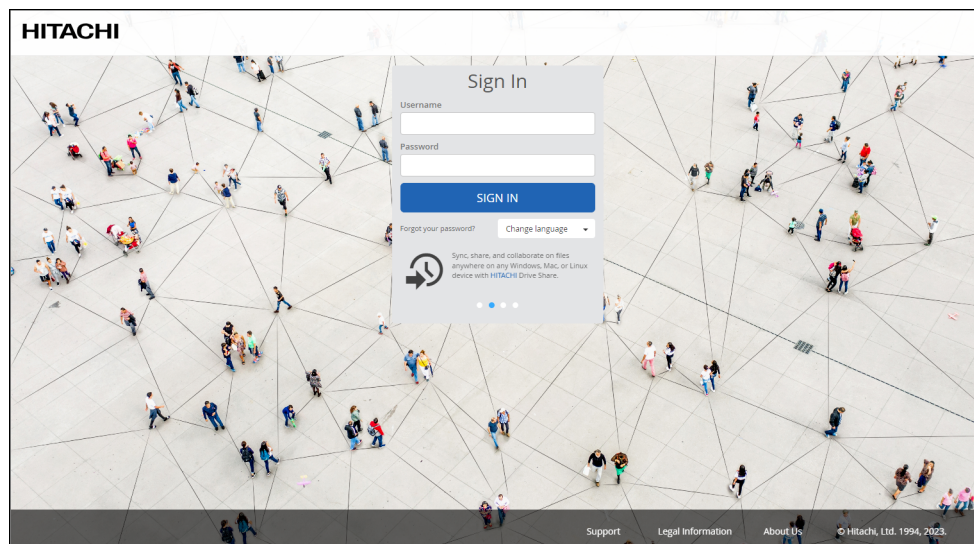 HITACHI
Sign In
Username
Password
SIGN IN
Forgot your password?
Change language
Sync, share, and collaborate on files
anywhere on any Windows, Mac, or Linux
device with HITACHI Drive Share.
Support
Legal Information
About Us
© Hitachi, Ltd. 1994, 2023.